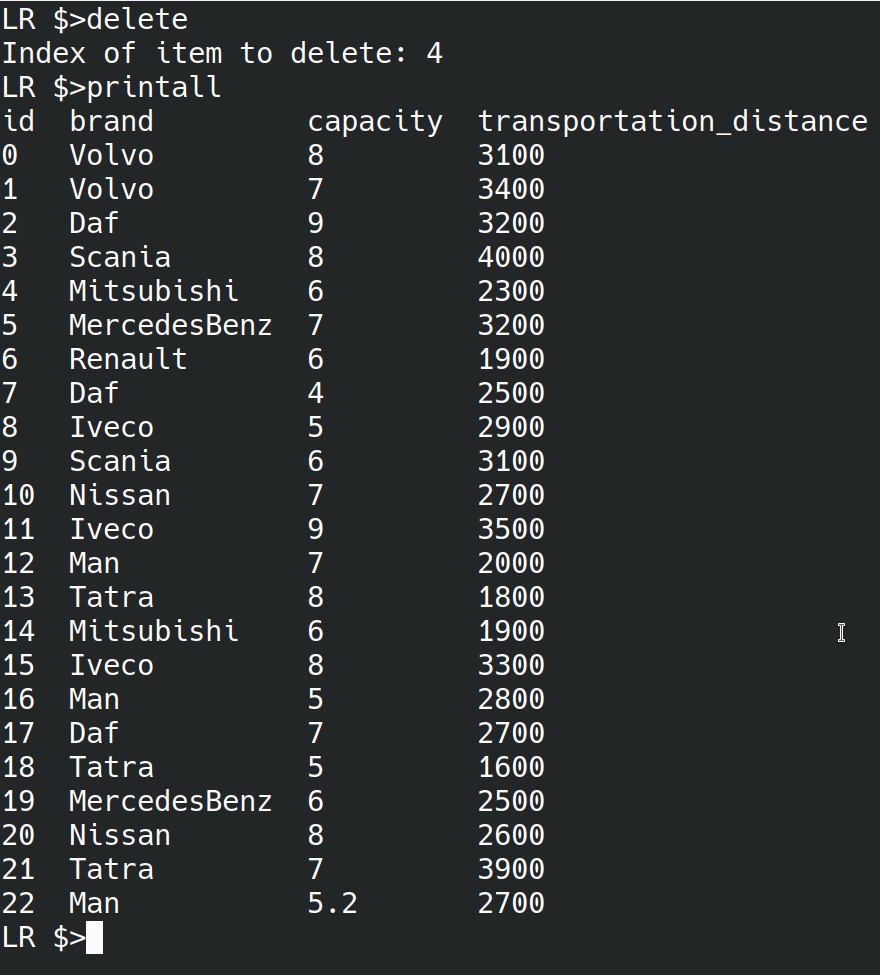 LR $>delete
Index of item to delete: 4
LR $>printall
id  brand         capacity  transportation_distance
0   Volvo         8         3100
1   Volvo         7         3400
2   Daf           9         3200
3   Scania        8         4000
4   Mitsubishi    6         2300
5   MercedesBenz  7         3200
6   Renault       6         1900
7   Daf           4         2500
8   Iveco         5         2900
9   Scania        6         3100
10  Nissan        7         2700
11  Iveco         9         3500
12  Man           7         2000
13  Tatra         8         1800
14  Mitsubishi    6         1900
15  Iveco         8         3300
16  Man           5         2800
17  Daf           7         2700
18  Tatra         5         1600
19  MercedesBenz  6         2500
20  Nissan        8         2600
21  Tatra         7         3900
22  Man           5.2       2700
LR $>